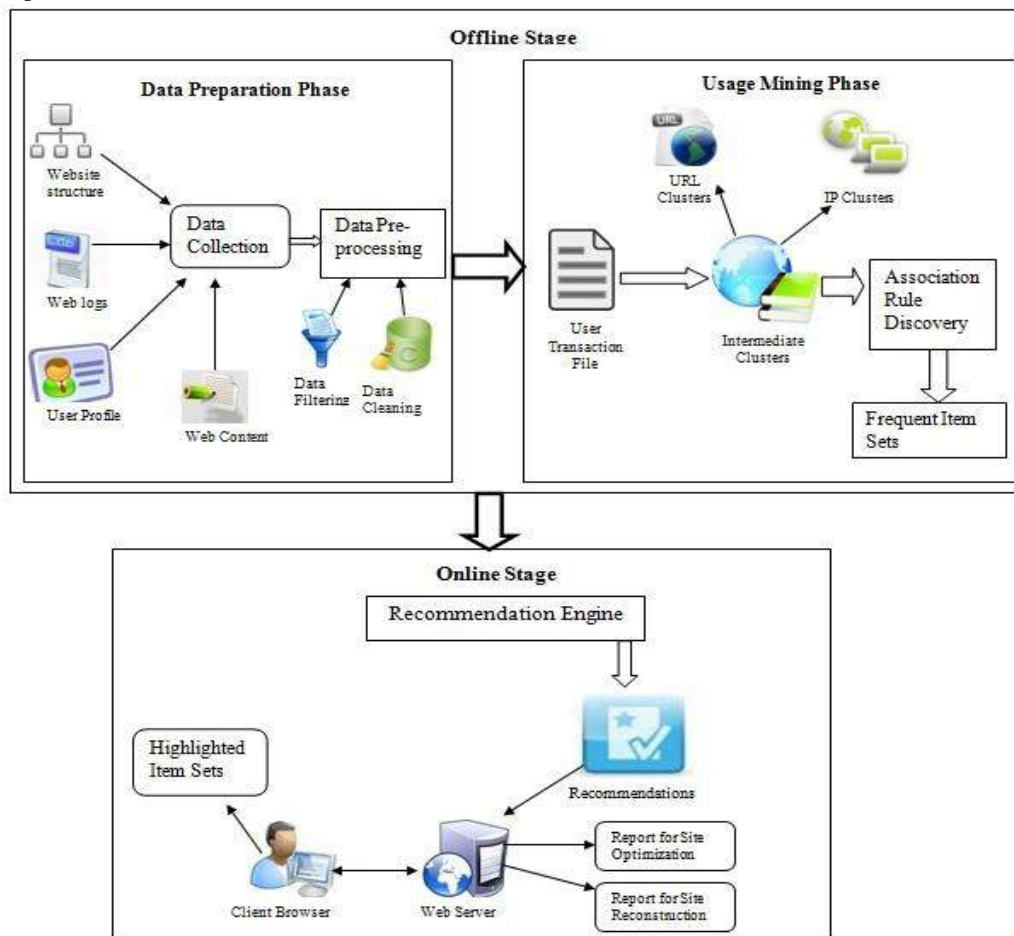 Offline Stage
Data Preparation Phase
Website
structure
Web logs
User Profile
Web Content
Data
Collection
Data Pre-
processing
Data
Filtering
Data
Cleaning
Usage Mining Phase
URL
URL
Clusters
IP Clusters
User
Transaction
File
Intermediate
Clusters
Association
Rule
Discovery
Frequent Item
Sets
Online Stage
Recommendation Engine
Recommendations
Highlighted
Item Sets
Client Browser
Web Server
Report for Site
Optimization
Report for Site
Reconstruction